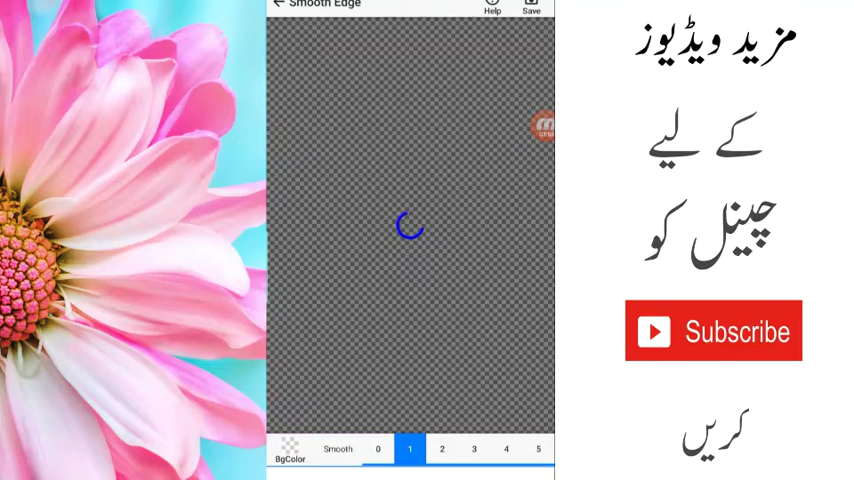 Smooth Edge
Help
Save
BgColor
Smooth 0 1 2 3 4 5
مزید ویڈیوز
کے لیے
چینل کو
Subscribe
کریں